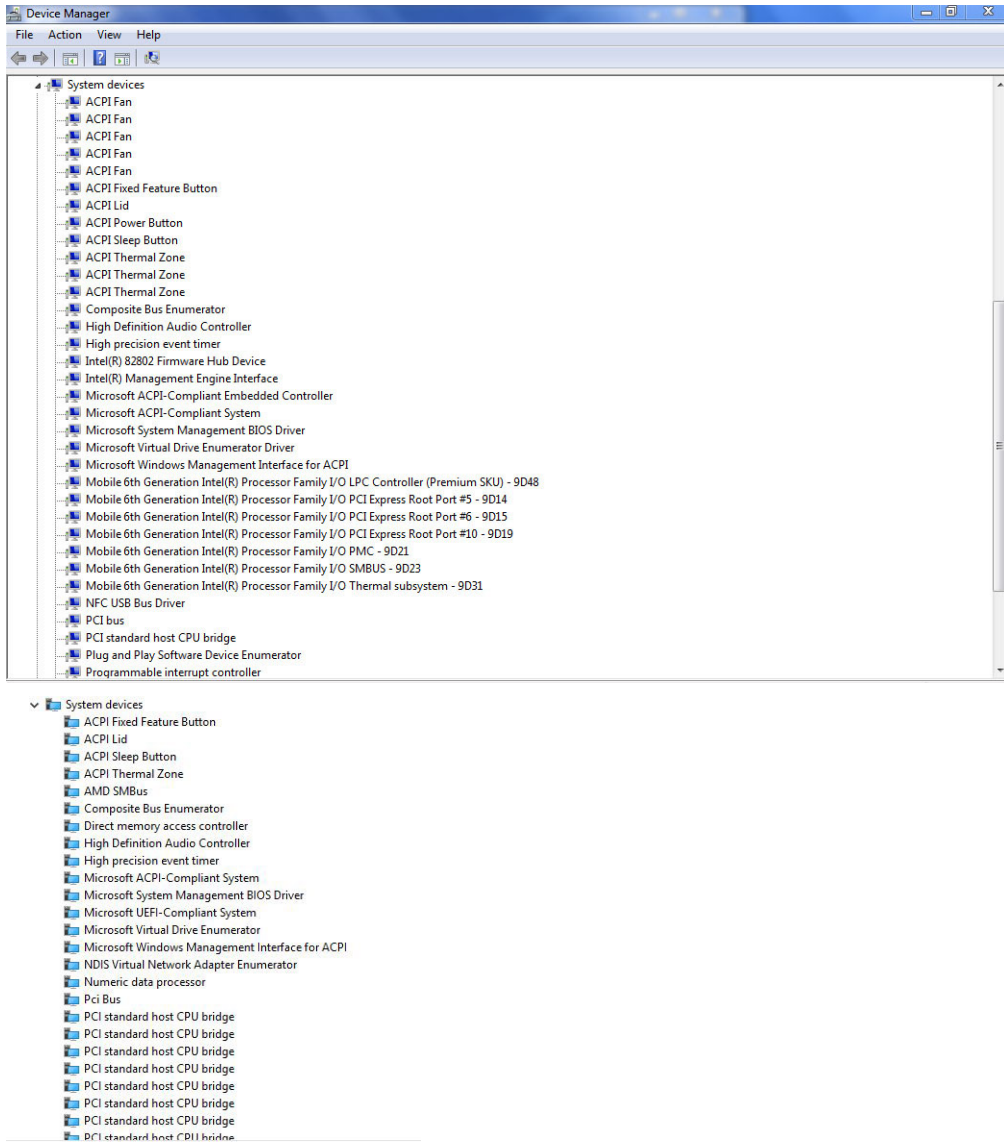 Device Manager
File Action View Help
System devices
ACPI Fan
ACPI Fan
ACPI Fan
ACPI Fan
ACPI Fan
ACPI Fixed Feature Button
ACPI Lid
ACPI Power Button
ACPI Sleep Button
ACPI Thermal Zone
ACPI Thermal Zone
ACPI Thermal Zone
Composite Bus Enumerator
High Definition Audio Controller
High precision event timer
Intel(R) 82802 Firmware Hub Device
Intel(R) Management Engine Interface
Microsoft ACPI-Compliant Embedded Controller
Microsoft ACPI-Compliant System
Microsoft System Management BIOS Driver
Microsoft Virtual Drive Enumerator Driver
Microsoft Windows Management Interface for ACPI
Mobile 6th Generation Intel(R) Processor Family I/O LPC Controller (Premium SKU) - 9D48
Mobile 6th Generation Intel(R) Processor Family I/O PCI Express Root Port #5 - 9D14
Mobile 6th Generation Intel(R) Processor Family I/O PCI Express Root Port #6 - 9D15
Mobile 6th Generation Intel(R) Processor Family I/O PCI Express Root Port #10 - 9D19
Mobile 6th Generation Intel(R) Processor Family I/O PMC - 9D21
Mobile 6th Generation Intel(R) Processor Family I/O SMBUS - 9D23
Mobile 6th Generation Intel(R) Processor Family I/O Thermal subsystem - 9D31
NFC USB Bus Driver
PCI bus
PCI standard host CPU bridge
Plug and Play Software Device Enumerator
Programmable interrupt controller
System devices
ACPI Fixed Feature Button
ACPI Lid
ACPI Sleep Button
ACPI Thermal Zone
AMD SMBus
Composite Bus Enumerator
Direct memory access controller
High Definition Audio Controller
High precision event timer
Microsoft ACPI-Compliant System
Microsoft System Management BIOS Driver
Microsoft UEFI-Compliant System
Microsoft Virtual Drive Enumerator
Microsoft Windows Management Interface for ACPI
NDIS Virtual Network Adapter Enumerator
Numeric data processor
Pci Bus
PCI standard host CPU bridge
PCI standard host CPU bridge
PCI standard host CPU bridge
PCI standard host CPU bridge
PCI standard host CPU bridge
PCI standard host CPU bridge
PCI standard host CPU bridge
PCI standard host CPU bridge